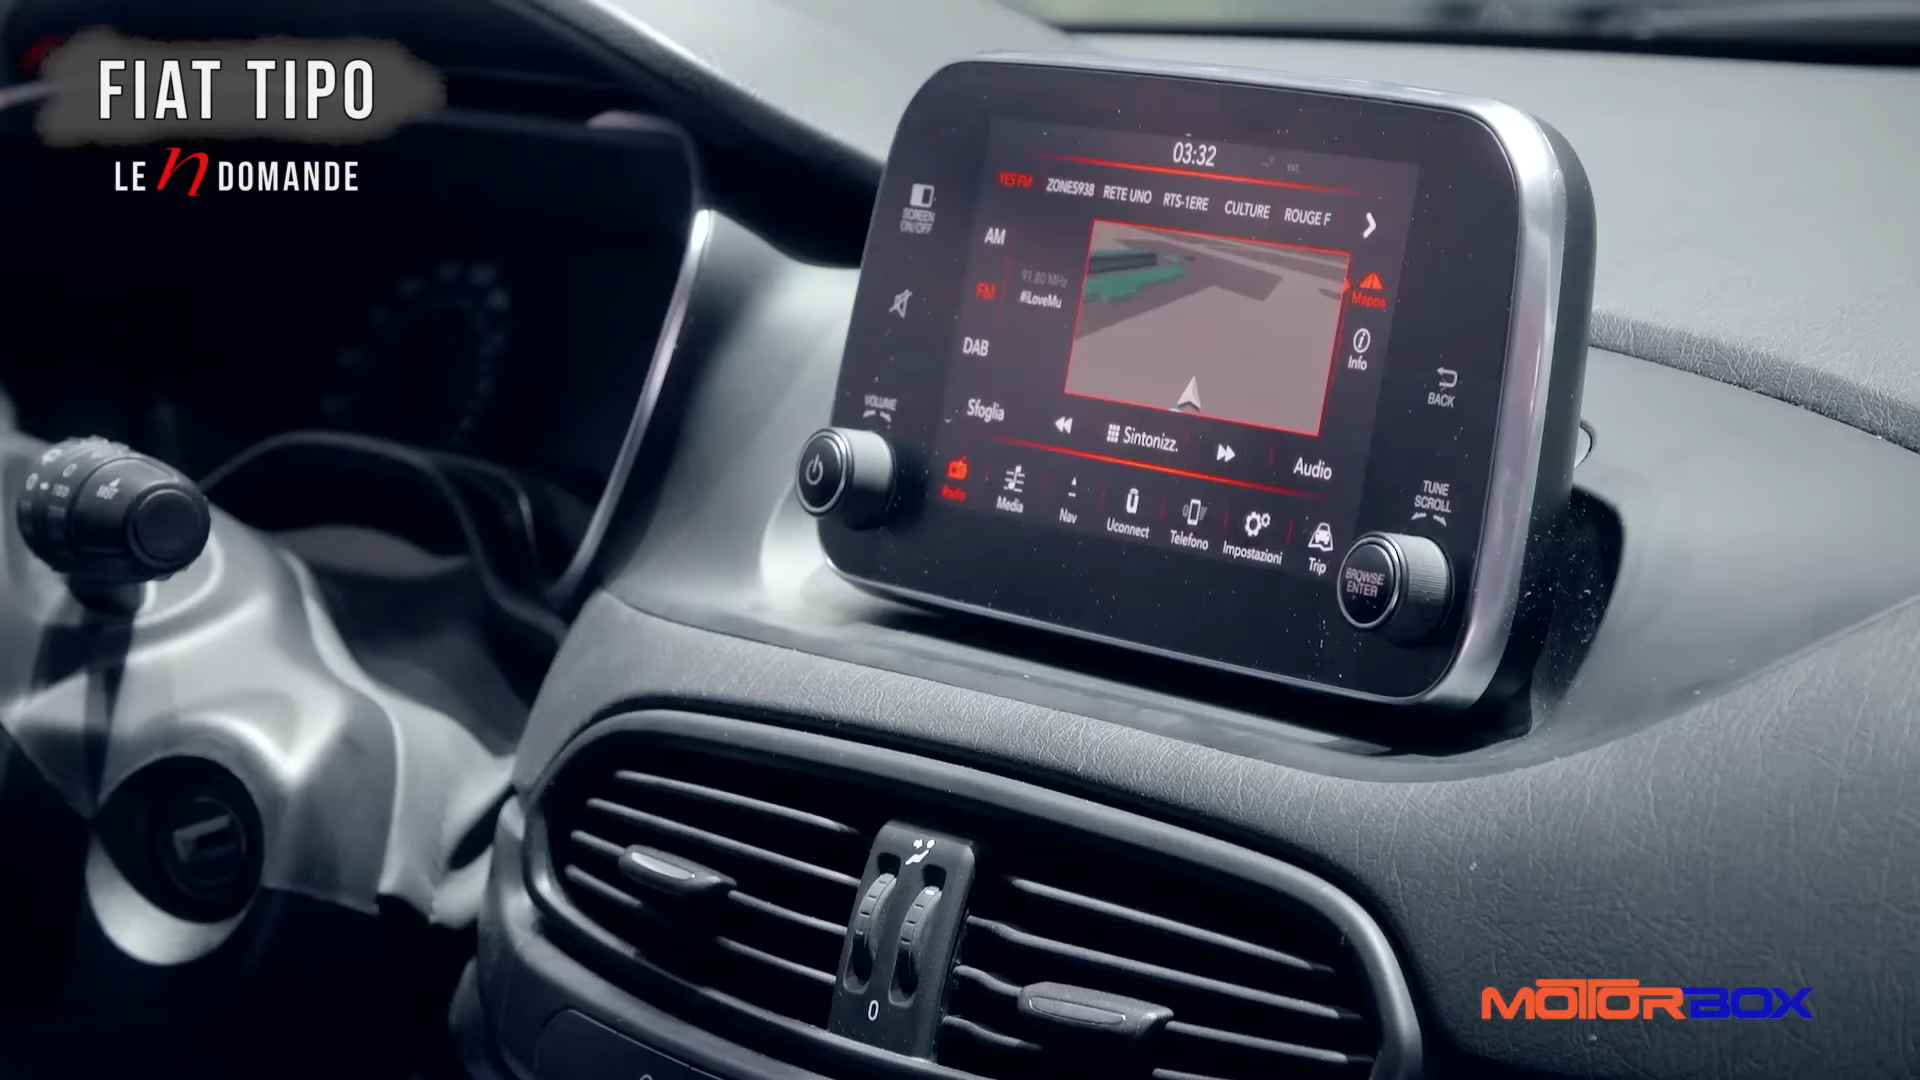 FIAT TIPO
LE n DOMANDE
03:32
YES FM ZONES938 RETE UNO RTS-1ERE CULTURE ROUGE F
SCREEN
ON/OFF
AM
91.80 MHz
FM
#iLoveMu
Mappa
Info
DAB
BACK
VOLUME
Sfoglia
Sintonizz.
Audio
TUNE
SCROLL
Radio Media Nav Uconnect Telefono Impostazioni Trip
BROWSE
ENTER
0
MOTORBOX